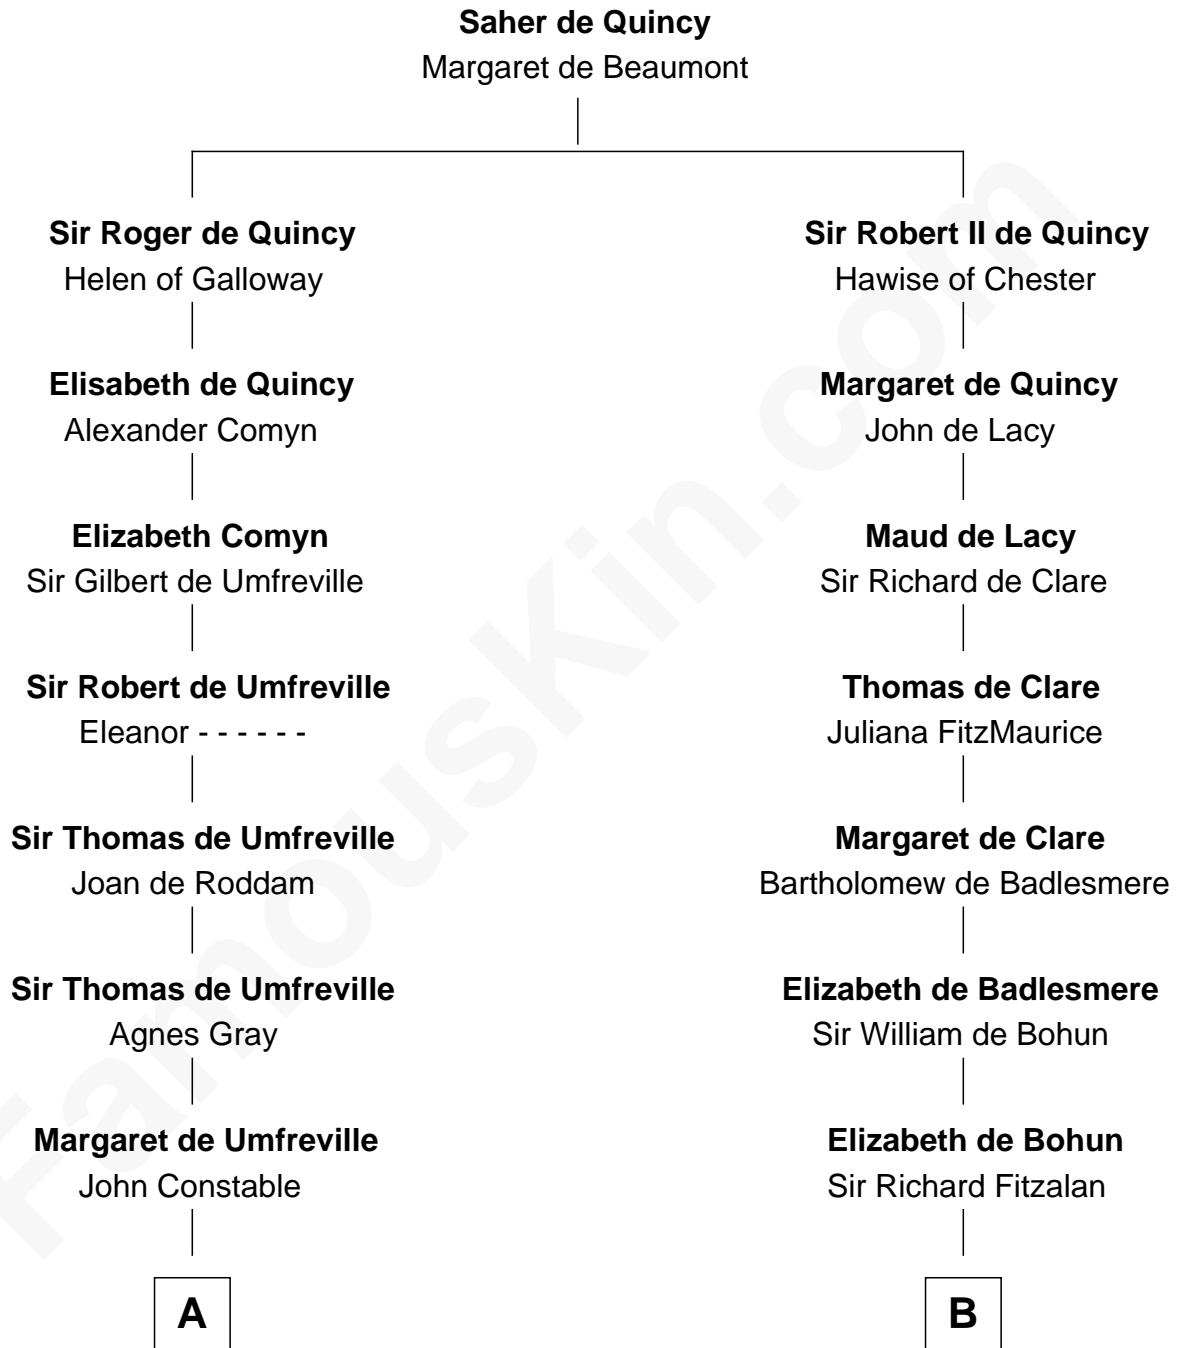 Saher de Quincy
Margaret de Beaumont
Sir Roger de Quincy
Helen of Galloway
Sir Robert II de Quincy
Hawise of Chester
Elisabeth de Quincy
Alexander Comyn
Margaret de Quincy
John de Lacy
Elizabeth Comyn
Sir Gilbert de Umfreville
Maud de Lacy
Sir Richard de Clare
Sir Robert de Umfreville
Eleanor - - - - - -
Thomas de Clare
Juliana FitzMaurice
Sir Thomas de Umfreville
Joan de Roddam
Margaret de Clare
Bartholomew de Badlesmere
Sir Thomas de Umfreville
Agnes Gray
Elizabeth de Badlesmere
Sir William de Bohun
Margaret de Umfreville
John Constable
Elizabeth de Bohun
Sir Richard Fitzalan
A
B
FamousKin.com